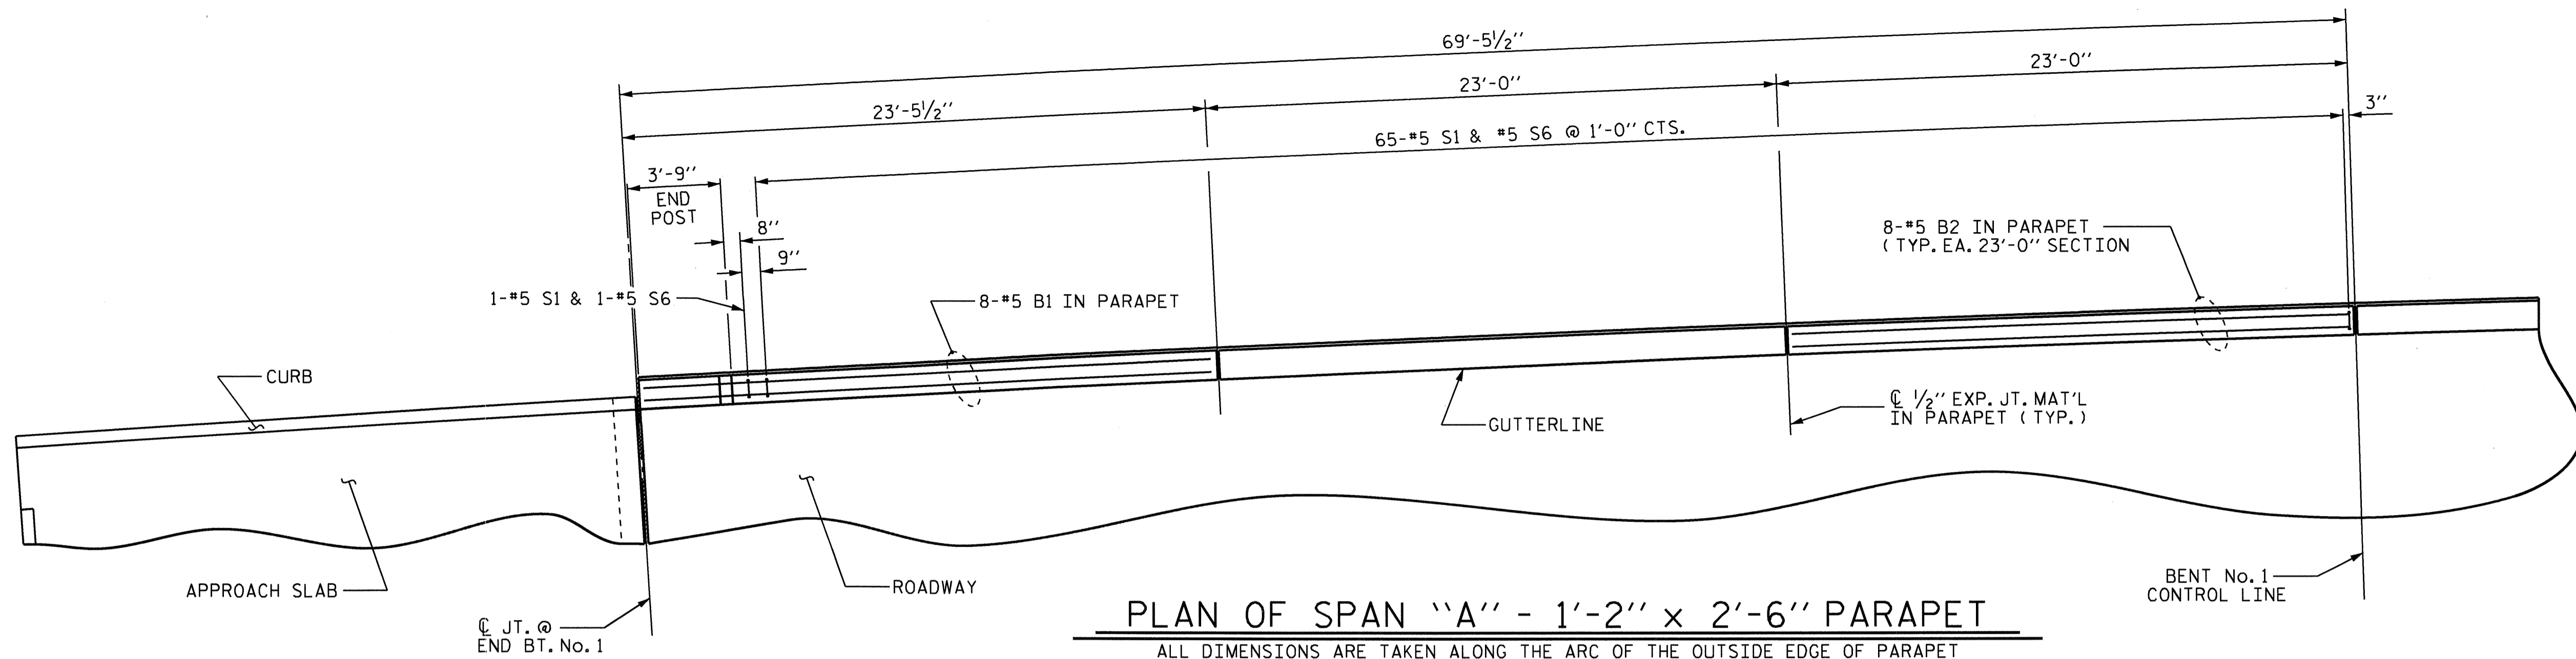 69'-5½"
23'-5½"
23'-0"
23'-0"
3"
65-#5 S1 & #5 S6 @ 1'-0" CTS.
3'-9"
END
POST
8"
9"
1-#5 S1 & 1-#5 S6
8-#5 B1 IN PARAPET
8-#5 B2 IN PARAPET
(TYP. EA. 23'-0" SECTION
CURB
GUTTERLINE
℄ ½" EXP. JT. MAT'L
IN PARAPET (TYP.)
APPROACH SLAB
ROADWAY
℄ JT. @
END BT. No. 1
BENT No. 1
CONTROL LINE
PLAN OF SPAN "A" - 1'-2" x 2'-6" PARAPET
ALL DIMENSIONS ARE TAKEN ALONG THE ARC OF THE OUTSIDE EDGE OF PARAPET